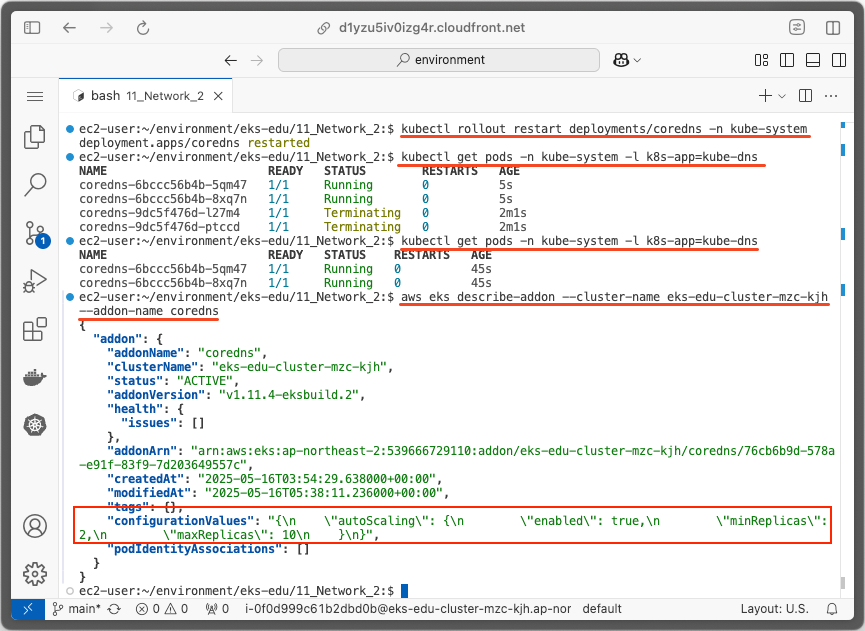 d1yzu5iv0izg4r.cloudfront.net
environment
bash 11_Network_2
ec2-user:~/environment/eks-edu/11_Network_2:$ kubectl rollout restart deployments/coredns -n kube-system
deployment.apps/coredns restarted
ec2-user:~/environment/eks-edu/11_Network_2:$ kubectl get pods -n kube-system -l k8s-app=kube-dns
NAME READY STATUS RESTARTS AGE
coredns-6bccc56b4b-5qm47 1/1 Running 0 5s
coredns-6bccc56b4b-8xq7n 1/1 Running 0 5s
coredns-9dc5f476d-l27m4 1/1 Terminating 0 2m1s
coredns-9dc5f476d-ptccd 1/1 Terminating 0 2m1s
ec2-user:~/environment/eks-edu/11_Network_2:$ kubectl get pods -n kube-system -l k8s-app=kube-dns
NAME READY STATUS RESTARTS AGE
coredns-6bccc56b4b-5qm47 1/1 Running 0 45s
coredns-6bccc56b4b-8xq7n 1/1 Running 0 45s
ec2-user:~/environment/eks-edu/11_Network_2:$ aws eks describe-addon --cluster-name eks-edu-cluster-mzc-kjh
--addon-name coredns
{
"addon": {
"addonName": "coredns",
"clusterName": "eks-edu-cluster-mzc-kjh",
"status": "ACTIVE",
"addonVersion": "v1.11.4-eksbuild.2",
"health": {
"issues": []
},
"addonArn": "arn:aws:eks:ap-northeast-2:539666729110:addon/eks-edu-cluster-mzc-kjh/coredns/76cb6b9d-578a
-e91f-83f9-7d203649557c",
"createdAt": "2025-05-16T03:54:29.638000+00:00",
"modifiedAt": "2025-05-16T05:38:11.236000+00:00",
"tags": {},
"configurationValues": "{\n \"autoScaling\": {\n \"enabled\": true,\n \"minReplicas\":
2,\n \"maxReplicas\": 10\n }\n}",
"podIdentityAssociations": []
}
}
ec2-user:~/environment/eks-edu/11_Network_2:$
1
main* 0 0 0 i-0f0d999c61b2dbd0b@eks-edu-cluster-mzc-kjh.ap-nor default Layout: U.S.